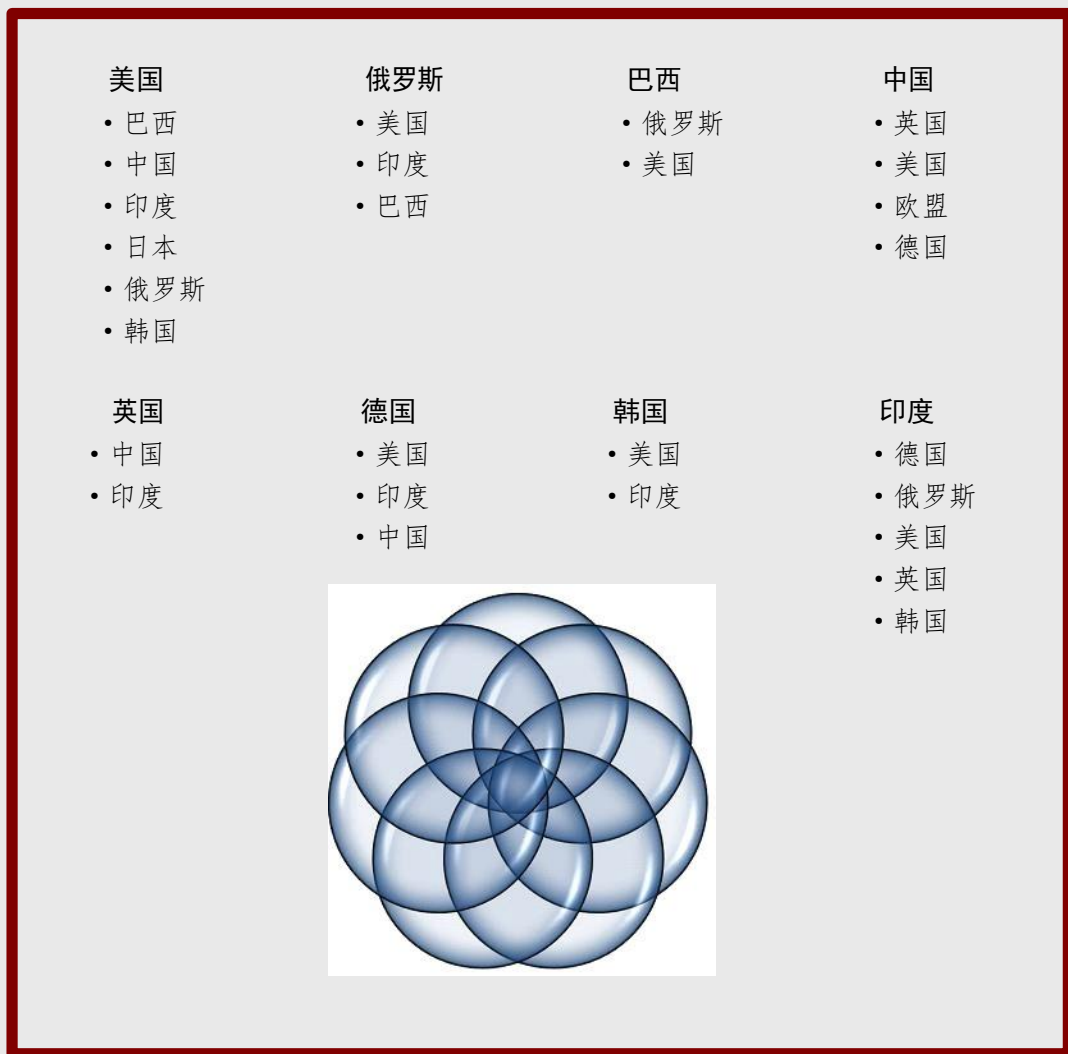 美国
• 巴西
• 中国
• 印度
• 日本
• 俄罗斯
• 韩国
俄罗斯
• 美国
• 印度
• 巴西
巴西
• 俄罗斯
• 美国
中国
• 英国
• 美国
• 欧盟
• 德国
英国
• 中国
• 印度
德国
• 美国
• 印度
• 中国
韩国
• 美国
• 印度
印度
• 德国
• 俄罗斯
• 美国
• 英国
• 韩国